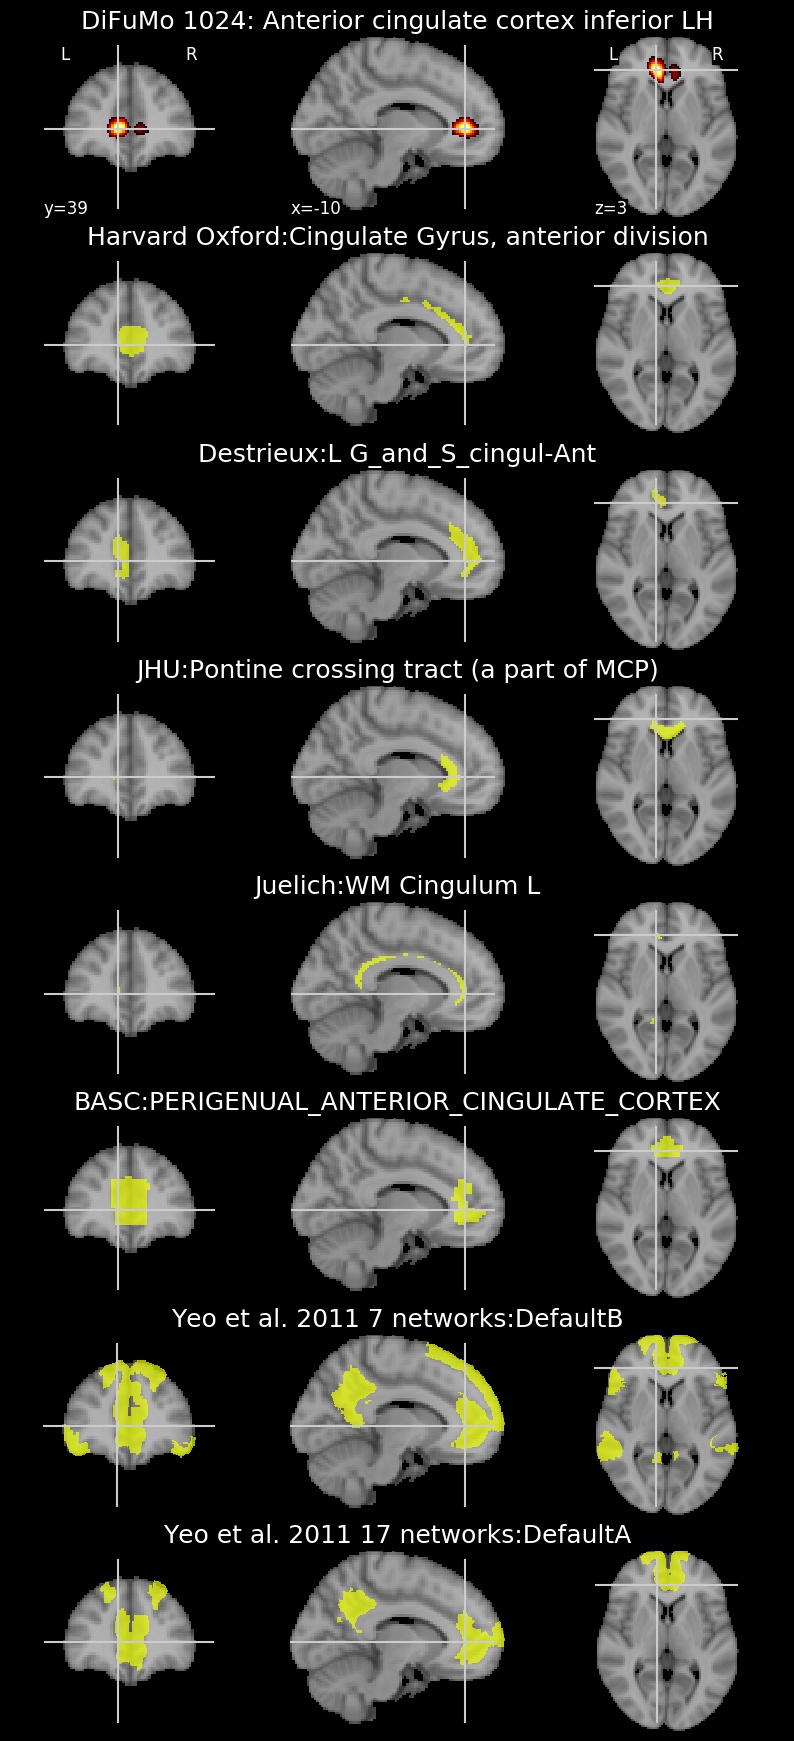 DiFuMo 1024: Anterior cingulate cortex inferior LH
L R L R
y=39 x=-10 z=3
Harvard Oxford:Cingulate Gyrus, anterior division
Destrieux:L G_and_S_cingul-Ant
JHU:Pontine crossing tract (a part of MCP)
Juelich:WM Cingulum L
BASC:PERIGENUAL_ANTERIOR_CINGULATE_CORTEX
Yeo et al. 2011 7 networks:DefaultB
Yeo et al. 2011 17 networks:DefaultA